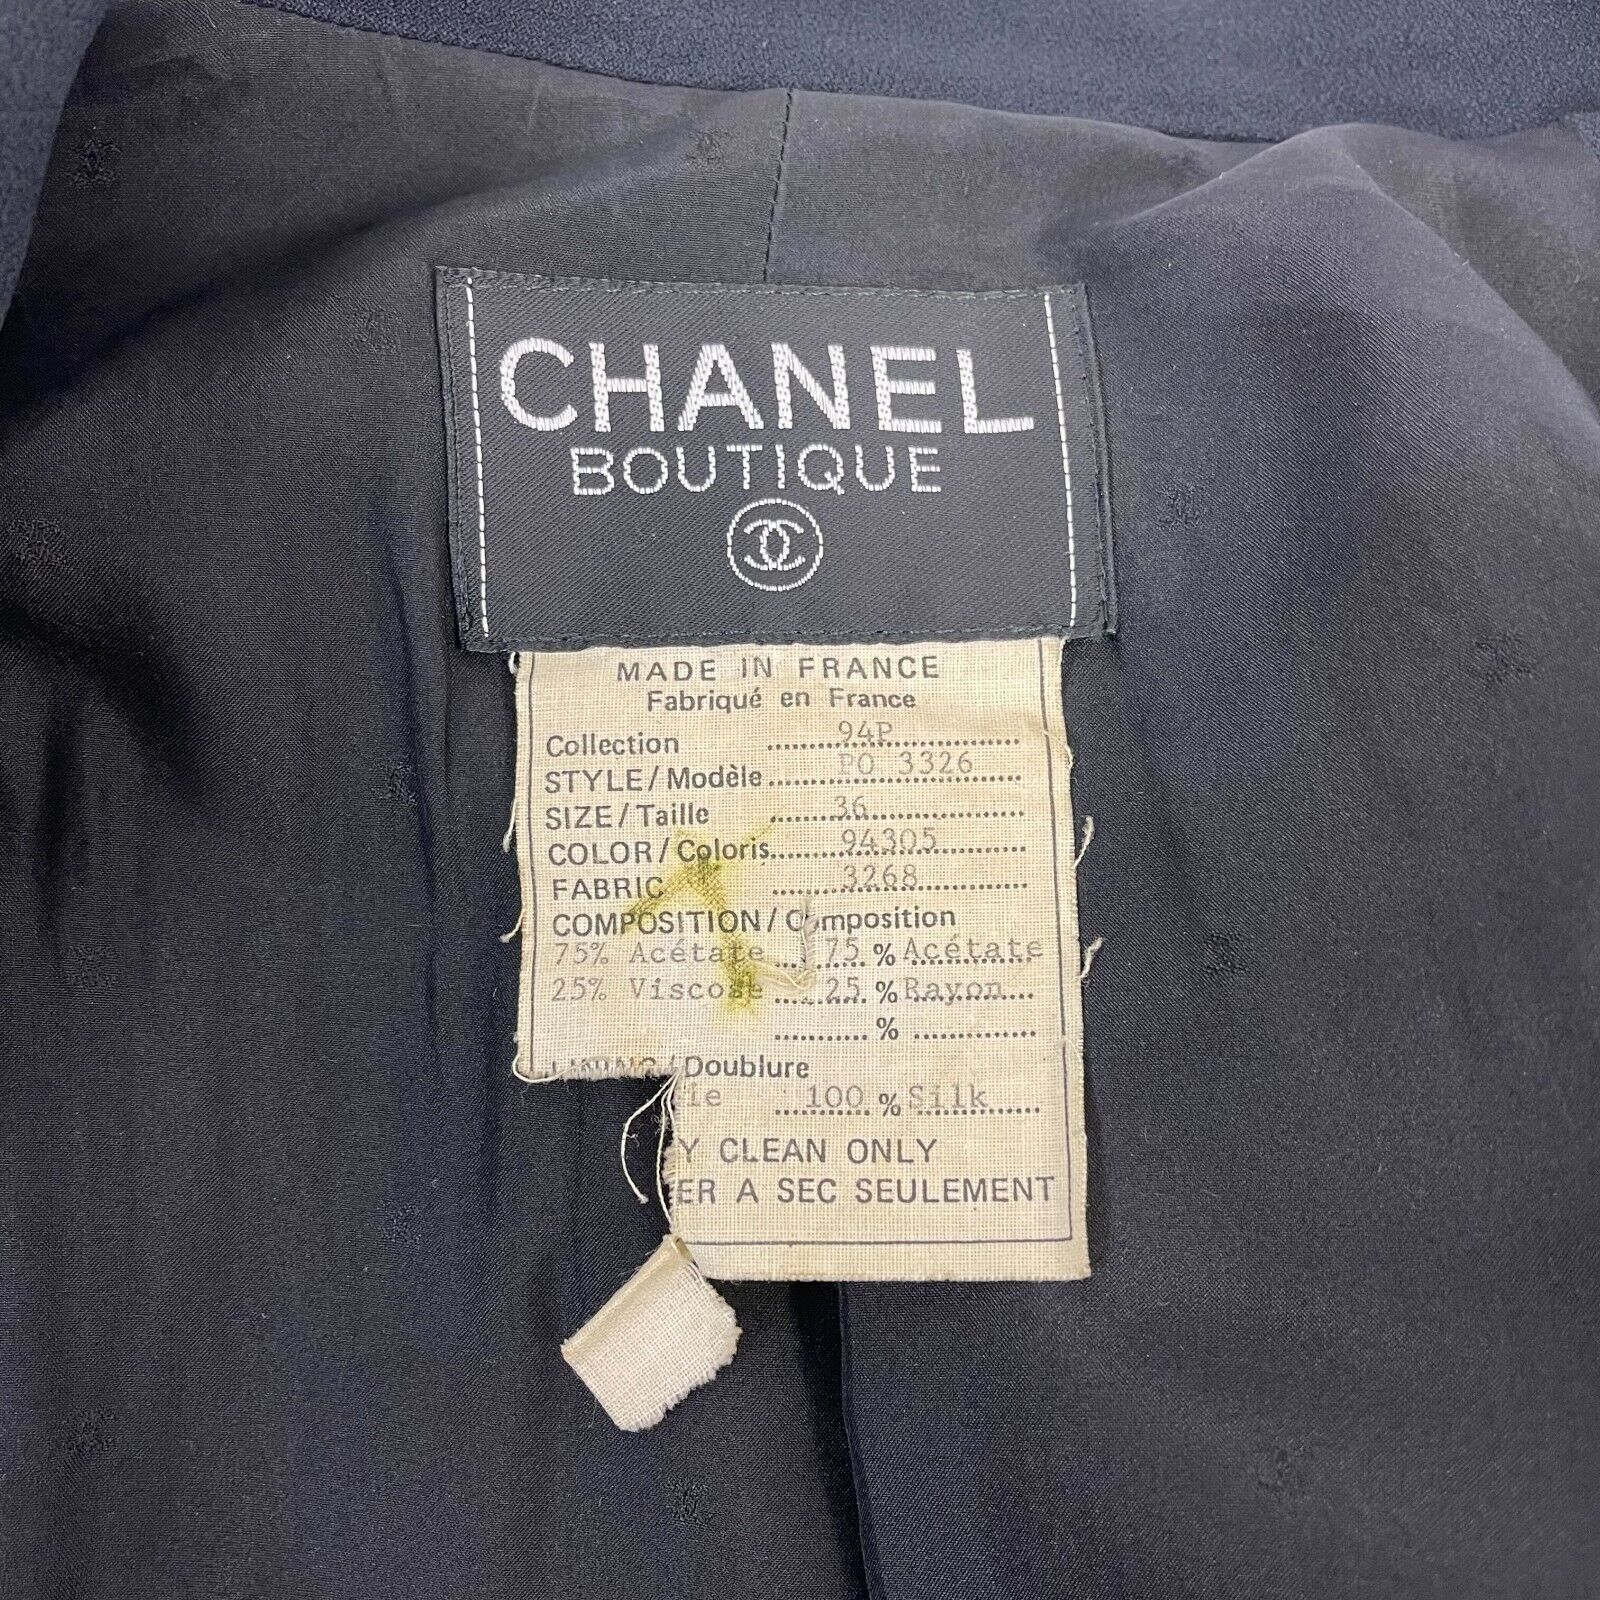 CHANEL
BOUTIQUE
MADE IN FRANCE
Fabriqué en France
Collection ........94P........
STYLE/Modèle ........PO 3326........
SIZE/Taille ........36........
COLOR/Coloris ........94305........
FABRIC ........3268........
COMPOSITION/Composition
75% Acétate ....75.% Acétate
25% Viscose ....25.% Rayon
........% ........
/Doublure
ie ....100.% Silk
Y CLEAN ONLY
ER A SEC SEULEMENT